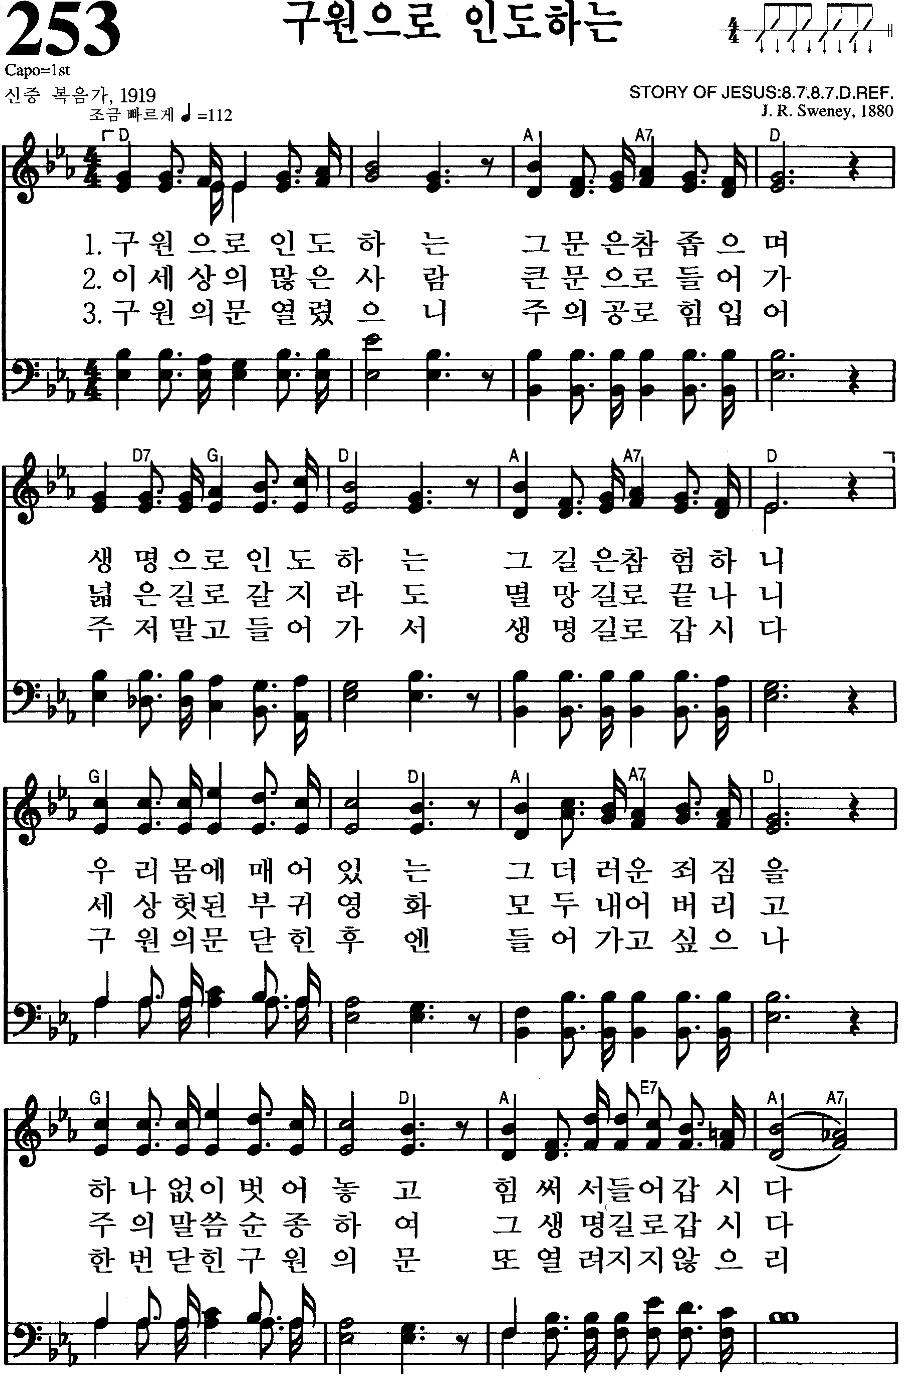 253
구원으로 인도하는
4/4
Capo=1st
신중 복음가, 1919
STORY OF JESUS:8.7.8.7.D.REF.
조금 빠르게 ♩=112
J. R. Sweney, 1880
D A A7 D
1. 구 원 으로 인 도 하 는 그 문 은참 좁 으 며
2. 이 세 상의 많 은 사 람 큰 문 으로 들 어 가
3. 구 원 의문 열 렸 으 니 주 의 공로 힘 입 어
D7 G D A A7 D
생 명으로 인 도 하 는 그 길 은참 험 하 니
넓 은길로 갈 지 라 도 멸 망 길로 끝 나 니
주 저말고 들 어 가 서 생 명 길로 갑 시 다
G D A A7 D
우 리 몸에 매 어 있 는 그 더 러운 죄 짐 을
세 상 헛된 부 귀 영 화 모 두 내어 버 리 고
구 원의문 닫 힌 후 엔 들 어 가고 싶 으 나
G D A E7 A A7
하 나 없이 벗 어 놓 고 힘 써 서들어갑 시 다
주 의 말씀 순 종 하 여 그 생 명길로갑 시 다
한 번 닫힌 구 원 의 문 또 열 려지지않 으 리